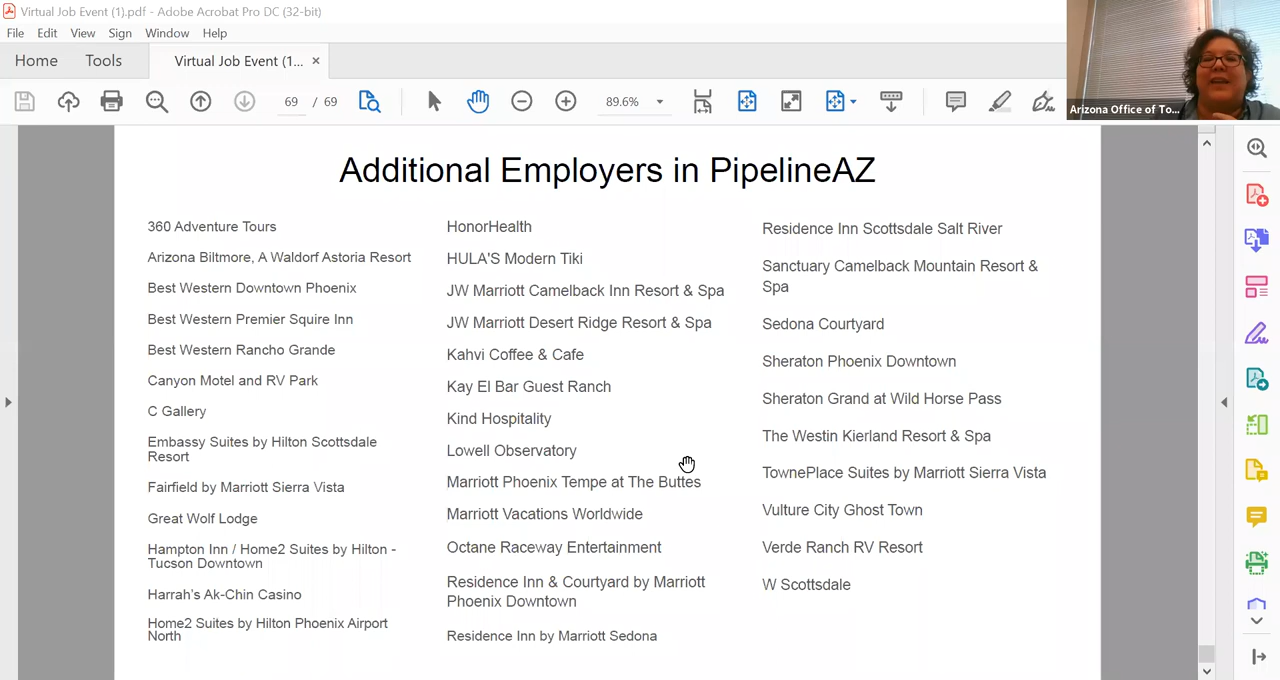 Virtual Job Event (1).pdf - Adobe Acrobat Pro DC (32-bit)
File Edit View Sign Window Help
Home Tools Virtual Job Event (1... ×
69 / 69 89.6%
Arizona Office of To...
Additional Employers in PipelineAZ
360 Adventure Tours
Arizona Biltmore, A Waldorf Astoria Resort
Best Western Downtown Phoenix
Best Western Premier Squire Inn
Best Western Rancho Grande
Canyon Motel and RV Park
C Gallery
Embassy Suites by Hilton Scottsdale
Resort
Fairfield by Marriott Sierra Vista
Great Wolf Lodge
Hampton Inn / Home2 Suites by Hilton -
Tucson Downtown
Harrah's Ak-Chin Casino
Home2 Suites by Hilton Phoenix Airport
North
HonorHealth
HULA'S Modern Tiki
JW Marriott Camelback Inn Resort & Spa
JW Marriott Desert Ridge Resort & Spa
Kahvi Coffee & Cafe
Kay El Bar Guest Ranch
Kind Hospitality
Lowell Observatory
Marriott Phoenix Tempe at The Buttes
Marriott Vacations Worldwide
Octane Raceway Entertainment
Residence Inn & Courtyard by Marriott
Phoenix Downtown
Residence Inn by Marriott Sedona
Residence Inn Scottsdale Salt River
Sanctuary Camelback Mountain Resort &
Spa
Sedona Courtyard
Sheraton Phoenix Downtown
Sheraton Grand at Wild Horse Pass
The Westin Kierland Resort & Spa
TownePlace Suites by Marriott Sierra Vista
Vulture City Ghost Town
Verde Ranch RV Resort
W Scottsdale